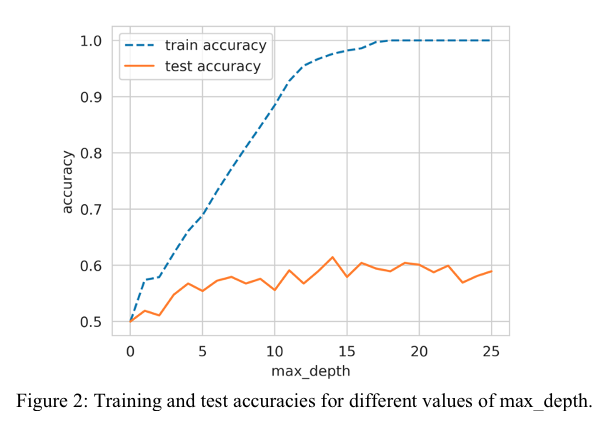 train accuracy
test accuracy
1.0
0.9
0.8
0.7
0.6
0.5
accuracy
0
5
10
15
20
25
max_depth
Figure 2: Training and test accuracies for different values of max_depth.